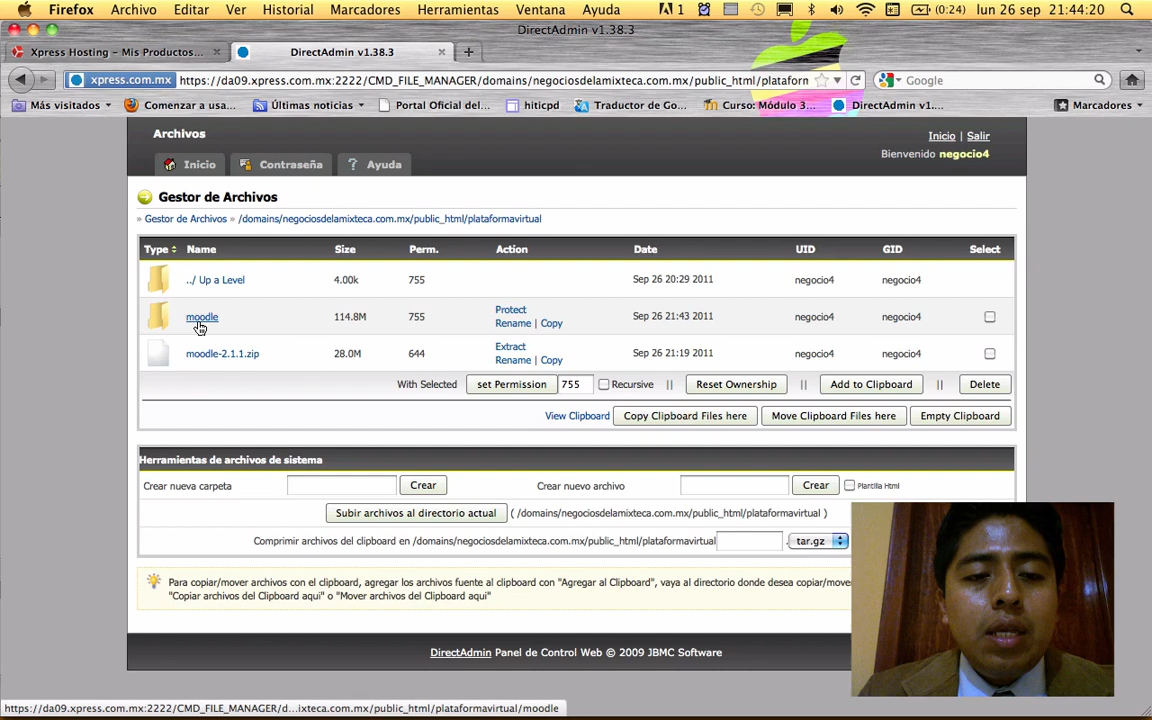 Firefox Archivo Editar Ver Historial Marcadores Herramientas Ventana Ayuda 1 (0:24) lun 26 sep 21:44:20
DirectAdmin v1.38.3
Xpress Hosting - Mis Productos... DirectAdmin v1.38.3
xpress.com.mx https://da09.xpress.com.mx:2222/CMD_FILE_MANAGER/domains/negociosdelamixteca.com.mx/public_html/plataforn Google
Más visitados Comenzar a usa... Últimas noticias Portal Oficial del... hiticpd Traductor de Go... Curso: Módulo 3... DirectAdmin v1.... Marcadores
Archivos
Inicio | Salir
Bienvenido negocio4
Inicio Contraseña ? Ayuda
Gestor de Archivos
» Gestor de Archivos » /domains/negociosdelamixteca.com.mx/public_html/plataformavirtual
Type Name Size Perm. Action Date UID GID Select
../ Up a Level 4.00k 755 Sep 26 20:29 2011 negocio4 negocio4
moodle 114.8M 755 Protect Sep 26 21:43 2011 negocio4 negocio4
Rename | Copy
moodle-2.1.1.zip 28.0M 644 Extract Sep 26 21:19 2011 negocio4 negocio4
Rename | Copy
With Selected set Permission 755 Recursive || Reset Ownership || Add to Clipboard || Delete
View Clipboard Copy Clipboard Files here Move Clipboard Files here Empty Clipboard
Herramientas de archivos de sistema
Crear nueva carpeta Crear Crear nuevo archivo Crear Plantilla Html
Subir archivos al directorio actual ( /domains/negociosdelamixteca.com.mx/public_html/plataformavirtual )
Comprimir archivos del clipboard en /domains/negociosdelamixteca.com.mx/public_html/plataformavirtual . tar.gz
Para copiar/mover archivos con el clipboard, agregar los archivos fuente al clipboard con "Agregar al Clipboard", vaya al directorio donde desea copiar/move
"Copiar archivos del Clipboard aqui" o "Mover archivos del Clipboard aqui"
DirectAdmin Panel de Control Web © 2009 JBMC Software
https://da09.xpress.com.mx:2222/CMD_FILE_MANAGER/d...ixteca.com.mx/public_html/plataformavirtual/moodle